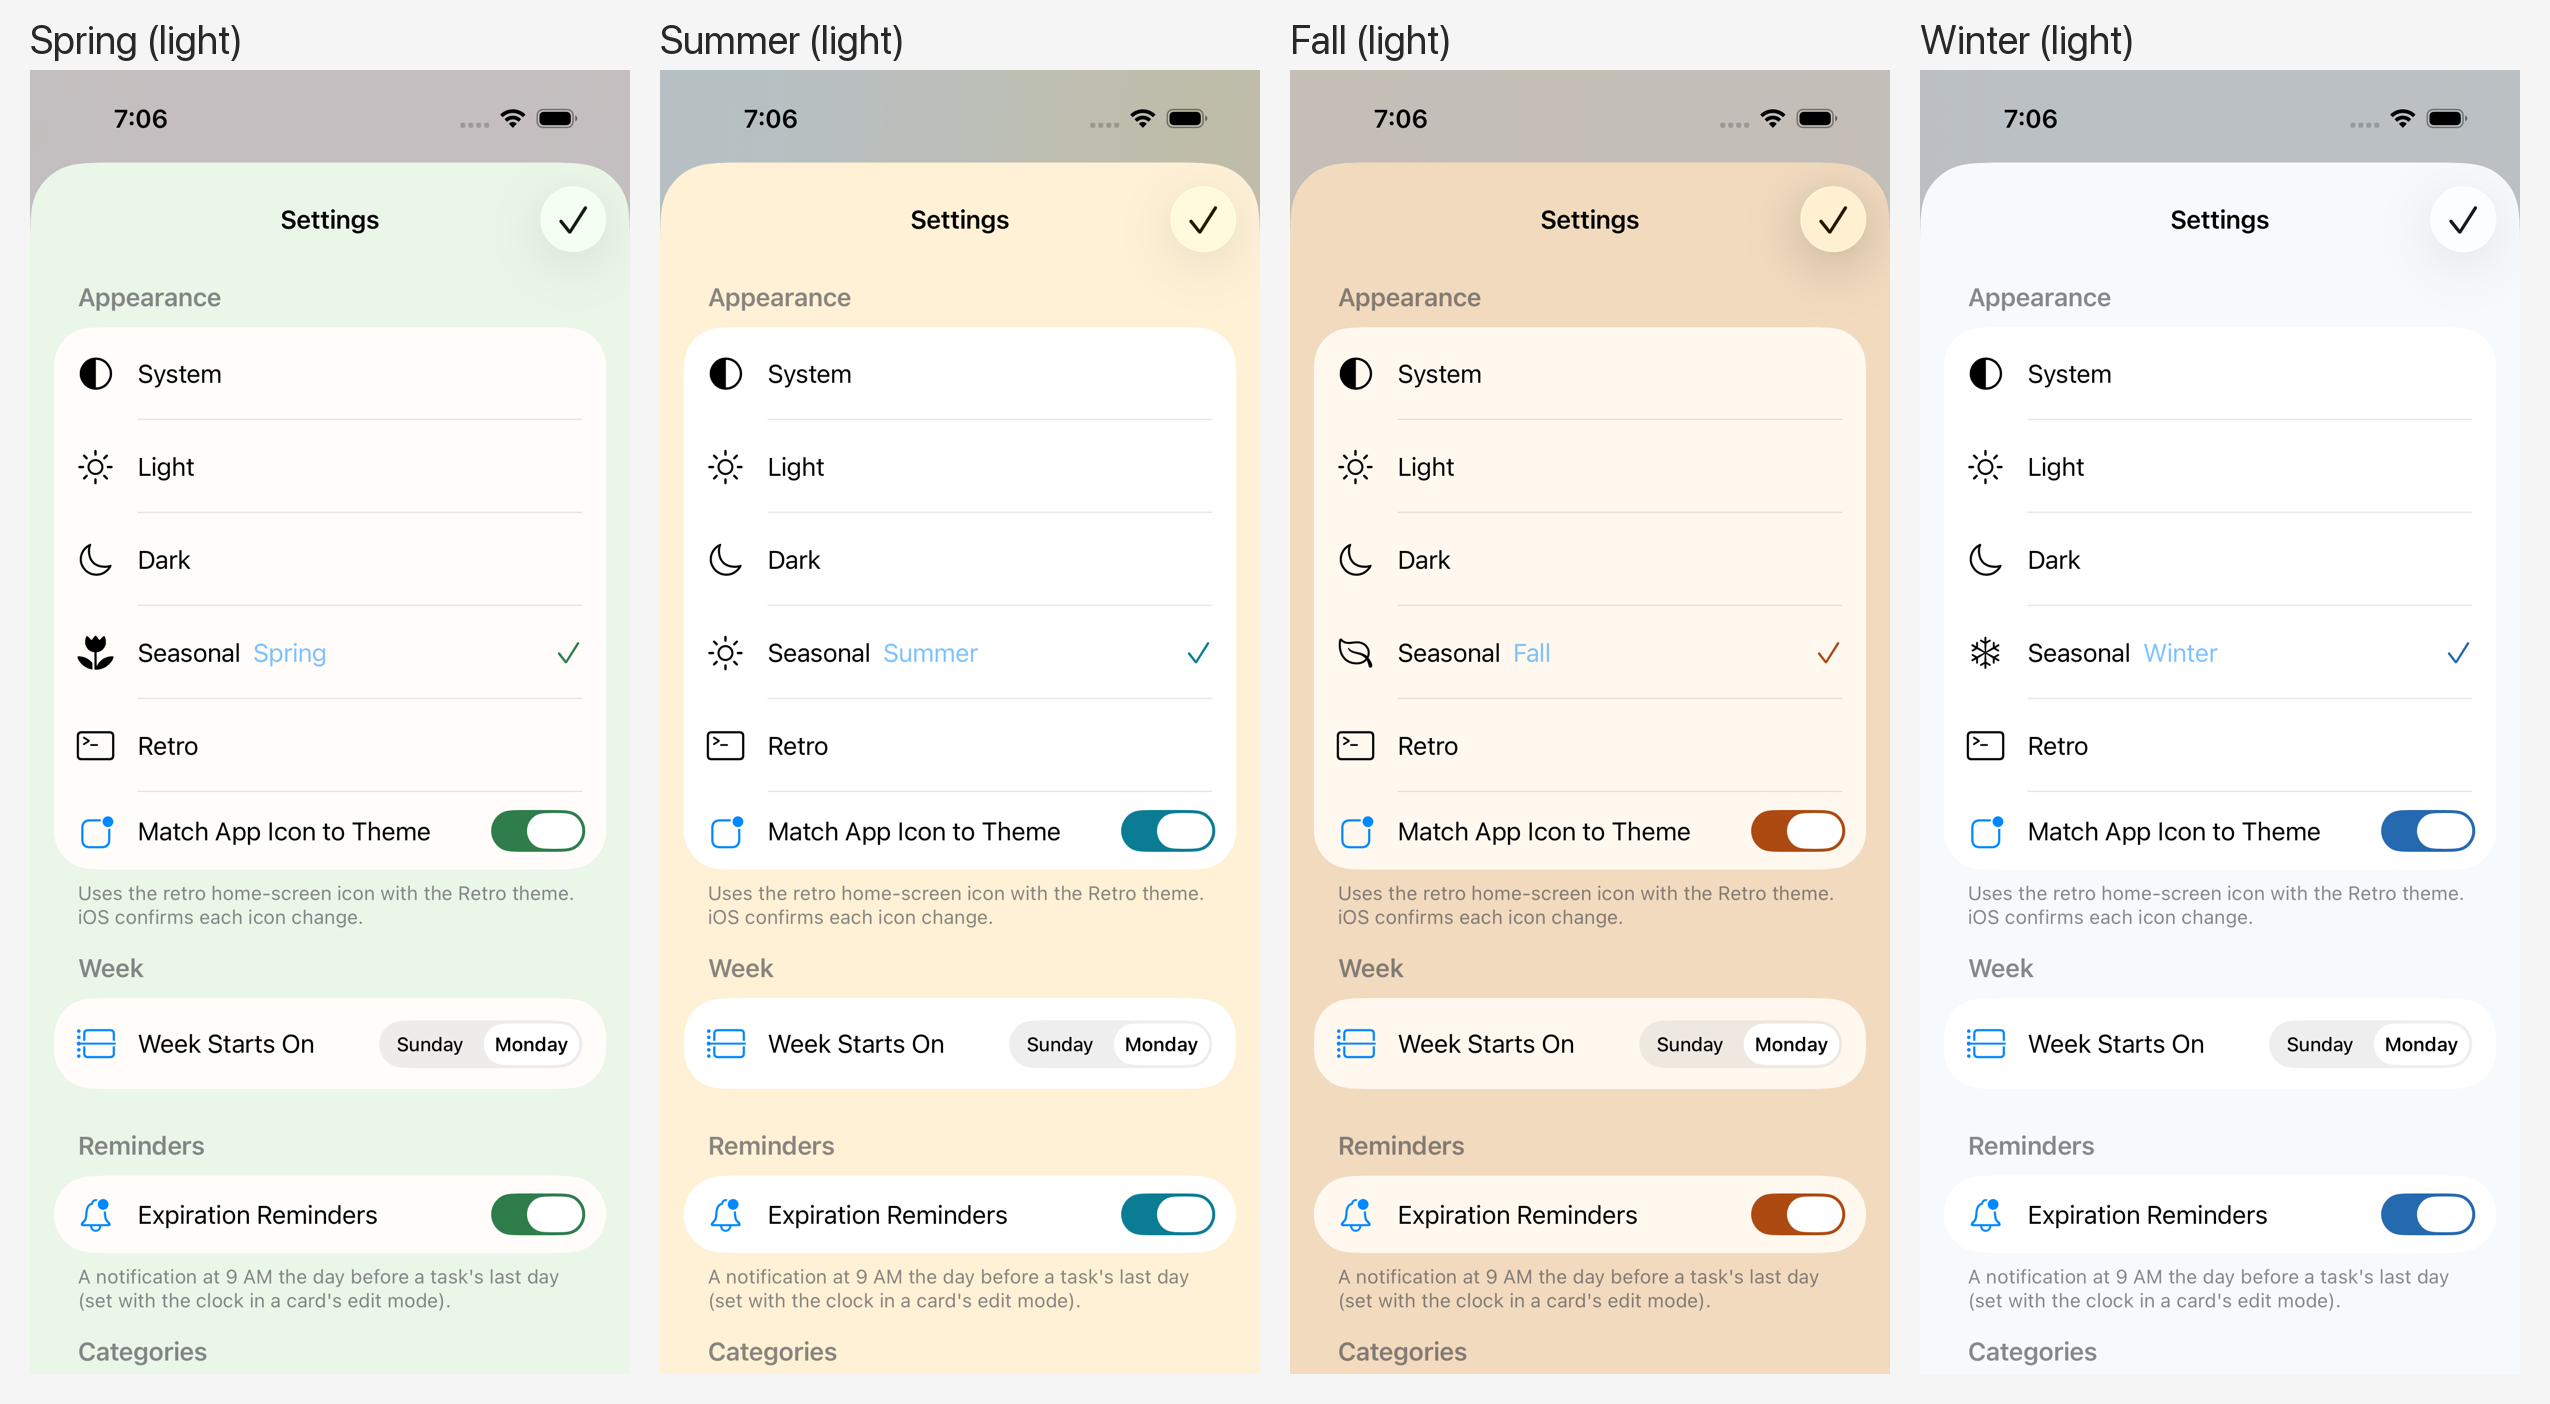 Spring (light)
7:06
Settings
Appearance
System
Light
Dark
Seasonal Spring
Retro
Match App Icon to Theme
Uses the retro home-screen icon with the Retro theme.
iOS confirms each icon change.
Week
Week Starts On Sunday Monday
Reminders
Expiration Reminders
A notification at 9 AM the day before a task's last day
(set with the clock in a card's edit mode).
Categories
Summer (light)
7:06
Settings
Appearance
System
Light
Dark
Seasonal Summer
Retro
Match App Icon to Theme
Uses the retro home-screen icon with the Retro theme.
iOS confirms each icon change.
Week
Week Starts On Sunday Monday
Reminders
Expiration Reminders
A notification at 9 AM the day before a task's last day
(set with the clock in a card's edit mode).
Categories
Fall (light)
7:06
Settings
Appearance
System
Light
Dark
Seasonal Fall
Retro
Match App Icon to Theme
Uses the retro home-screen icon with the Retro theme.
iOS confirms each icon change.
Week
Week Starts On Sunday Monday
Reminders
Expiration Reminders
A notification at 9 AM the day before a task's last day
(set with the clock in a card's edit mode).
Categories
Winter (light)
7:06
Settings
Appearance
System
Light
Dark
Seasonal Winter
Retro
Match App Icon to Theme
Uses the retro home-screen icon with the Retro theme.
iOS confirms each icon change.
Week
Week Starts On Sunday Monday
Reminders
Expiration Reminders
A notification at 9 AM the day before a task's last day
(set with the clock in a card's edit mode).
Categories